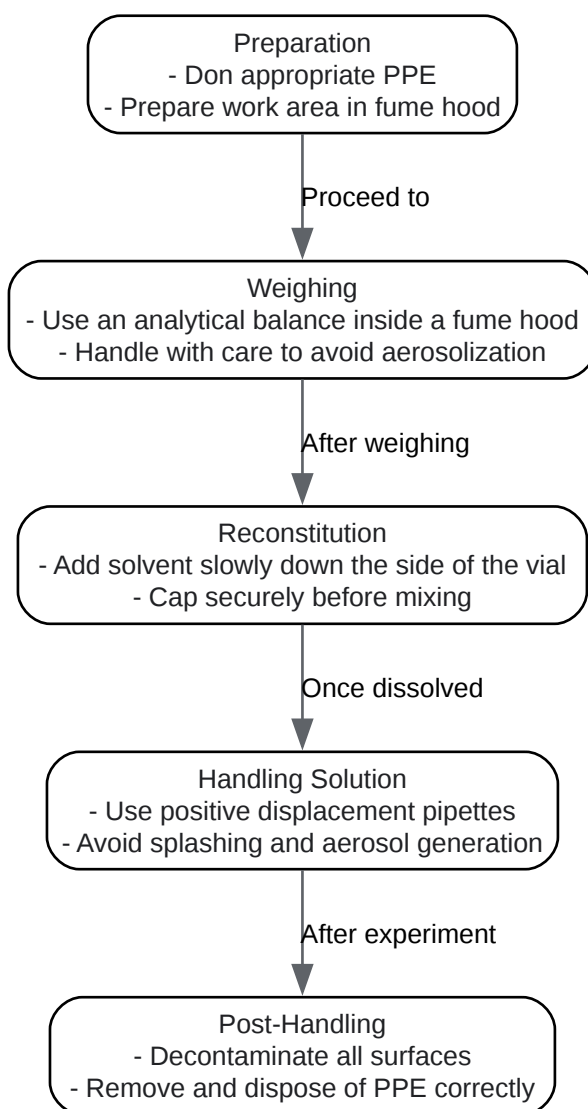 Preparation
- Don appropriate PPE
- Prepare work area in fume hood
Proceed to
Weighing
- Use an analytical balance inside a fume hood
- Handle with care to avoid aerosolization
After weighing
Reconstitution
- Add solvent slowly down the side of the vial
- Cap securely before mixing
Once dissolved
Handling Solution
- Use positive displacement pipettes
- Avoid splashing and aerosol generation
After experiment
Post-Handling
- Decontaminate all surfaces
- Remove and dispose of PPE correctly